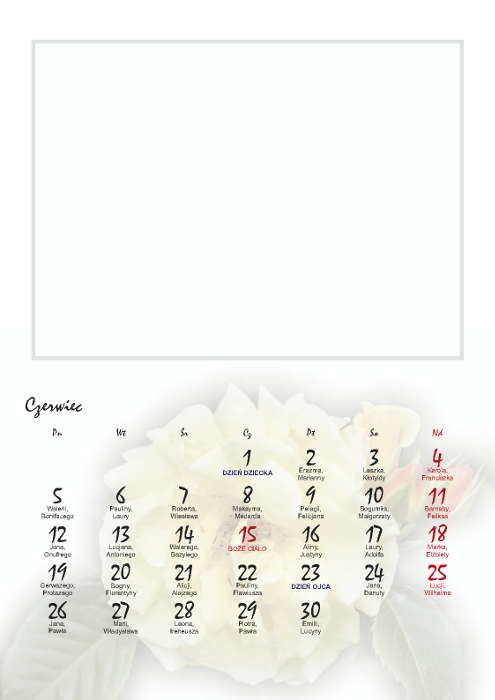 Czerwiec
Pn Wt Śr Cz Pt So Nd
1 2 3 4
DZIEŃ DZIECKA Erazma, Marianny Leszka, Klotyldy Karola, Franciszka
5 6 7 8 9 10 11
Walerii, Bonifacego Pauliny, Laury Roberta, Wiesława Maksyma, Medarda Pelagii, Felicjana Bogumiła, Małgorzaty Barnaby, Feliksa
12 13 14 15 16 17 18
Jana, Onufrego Lucjana, Antoniego Walerego, Bazylego BOŻE CIAŁO Aliny, Justyny Laury, Adolfa Marka, Elżbiety
19 20 21 22 23 24 25
Gerwazego, Protazego Bogny, Florentyny Alicji, Alojzego Pauliny, Flawiusza DZIEŃ OJCA Jana, Danuty Łucji, Wilhelma
26 27 28 29 30
Jana, Pawła Marii, Władysława Leona, Ireneusza Piotra, Pawła Emilii, Lucyny